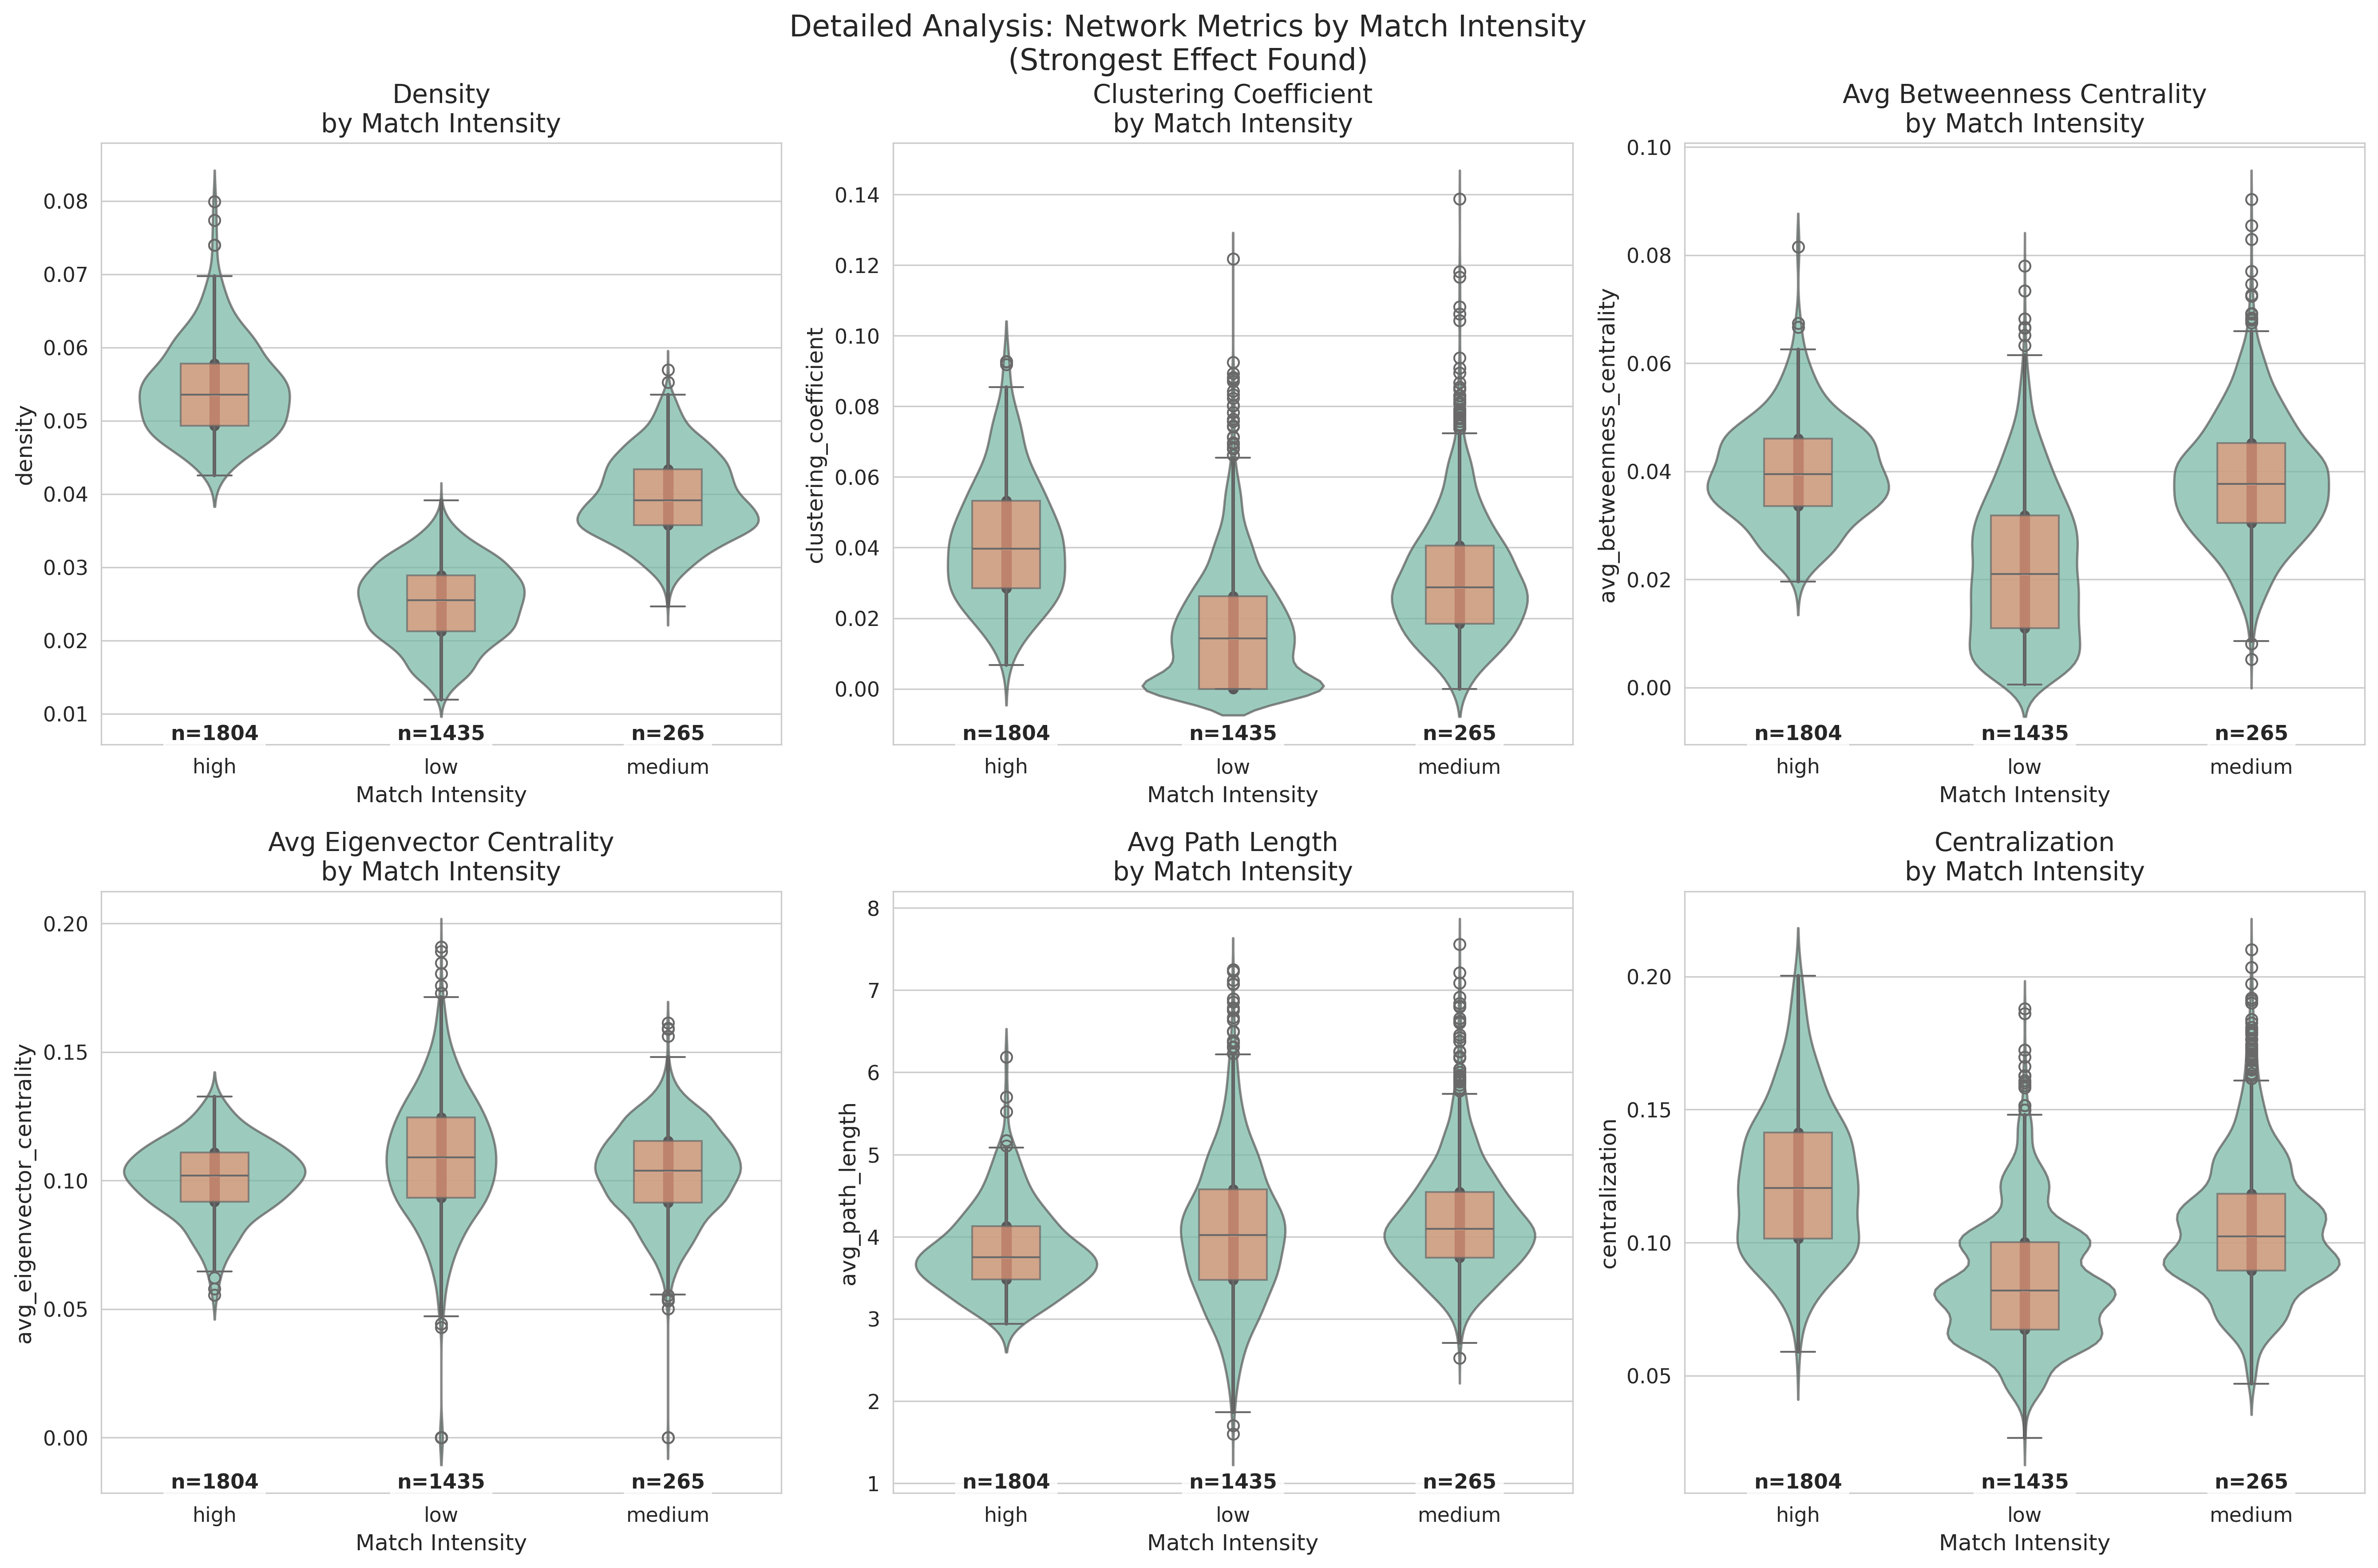 Detailed Analysis: Network Metrics by Match Intensity
(Strongest Effect Found)
Density
by Match Intensity
density
0.08
0.07
0.06
0.05
0.04
0.03
0.02
0.01
n=1804
n=1435
n=265
high
low
medium
Match Intensity
Clustering Coefficient
by Match Intensity
clustering_coefficient
0.14
0.12
0.10
0.08
0.06
0.04
0.02
0.00
n=1804
n=1435
n=265
high
low
medium
Match Intensity
Avg Betweenness Centrality
by Match Intensity
avg_betweenness_centrality
0.10
0.08
0.06
0.04
0.02
0.00
n=1804
n=1435
n=265
high
low
medium
Match Intensity
Avg Eigenvector Centrality
by Match Intensity
avg_eigenvector_centrality
0.20
0.15
0.10
0.05
0.00
n=1804
n=1435
n=265
high
low
medium
Match Intensity
Avg Path Length
by Match Intensity
avg_path_length
8
7
6
5
4
3
2
1
n=1804
n=1435
n=265
high
low
medium
Match Intensity
Centralization
by Match Intensity
centralization
0.20
0.15
0.10
0.05
n=1804
n=1435
n=265
high
low
medium
Match Intensity